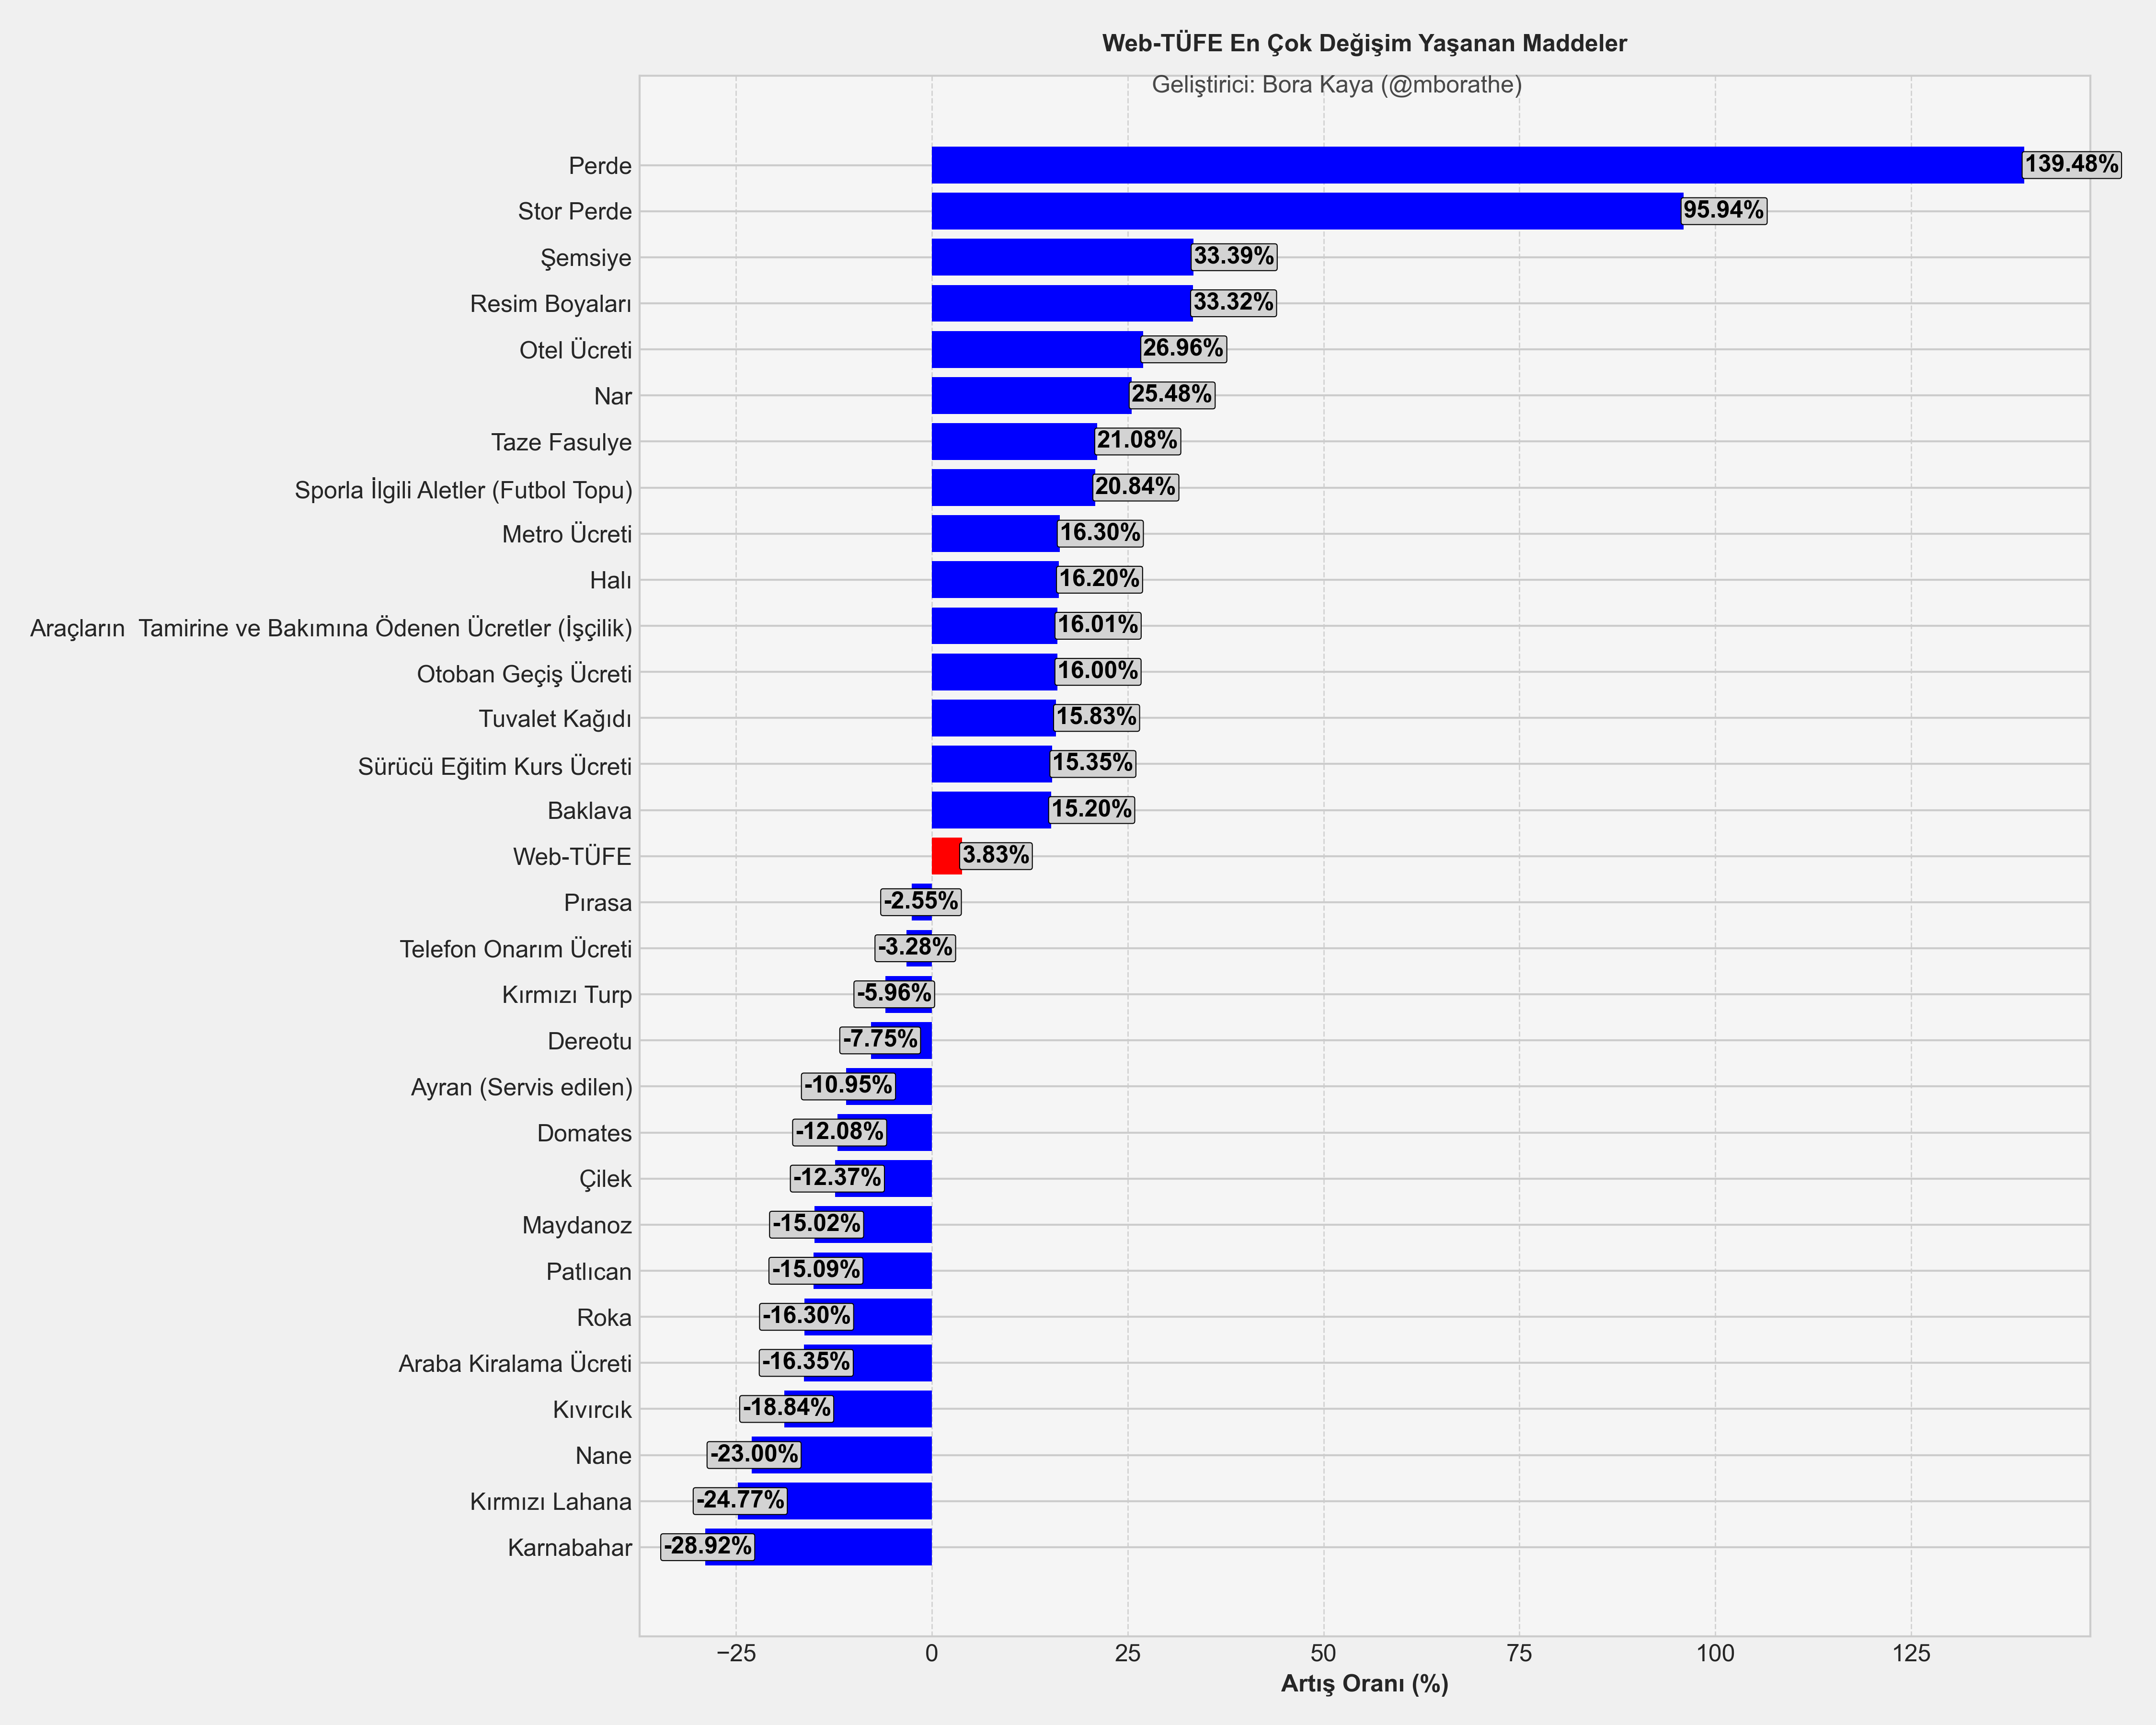 Web-TÜFE En Çok Değişim Yaşanan Maddeler
Geliştirici: Bora Kaya (@mborathe)
Perde 139.48%
Stor Perde 95.94%
Şemsiye 33.39%
Resim Boyaları 33.32%
Otel Ücreti 26.96%
Nar 25.48%
Taze Fasulye 21.08%
Sporla İlgili Aletler (Futbol Topu) 20.84%
Metro Ücreti 16.30%
Halı 16.20%
Araçların  Tamirine ve Bakımına Ödenen Ücretler (İşçilik) 16.01%
Otoban Geçiş Ücreti 16.00%
Tuvalet Kağıdı 15.83%
Sürücü Eğitim Kurs Ücreti 15.35%
Baklava 15.20%
Web-TÜFE 3.83%
Pırasa -2.55%
Telefon Onarım Ücreti -3.28%
Kırmızı Turp -5.96%
Dereotu -7.75%
Ayran (Servis edilen) -10.95%
Domates -12.08%
Çilek -12.37%
Maydanoz -15.02%
Patlıcan -15.09%
Roka -16.30%
Araba Kiralama Ücreti -16.35%
Kıvırcık -18.84%
Nane -23.00%
Kırmızı Lahana -24.77%
Karnabahar -28.92%
−25 0 25 50 75 100 125
Artış Oranı (%)